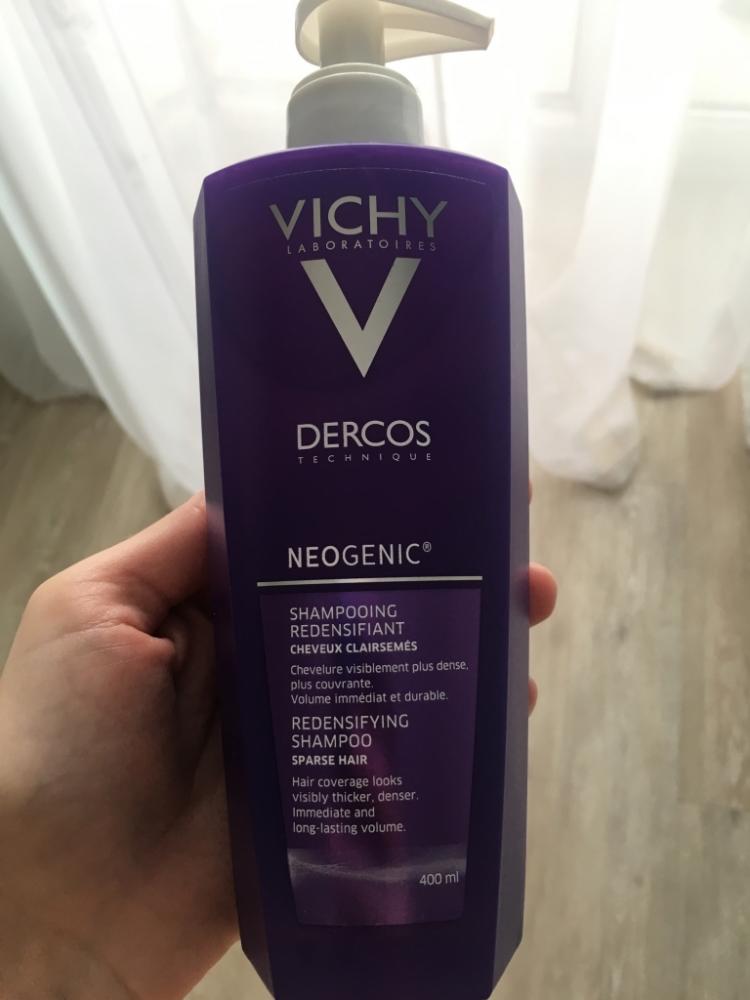 VICHY
LABORATOIRES
V
DERCOS
TECHNIQUE
NEOGENIC®
SHAMPOOING
REDENSIFIANT
CHEVEUX CLAIRSEMÉS
Chevelure visiblement plus dense,
plus couvrante.
Volume immédiat et durable.
REDENSIFYING
SHAMPOO
SPARSE HAIR
Hair coverage looks
visibly thicker, denser.
Immediate and
long-lasting volume.
400 ml